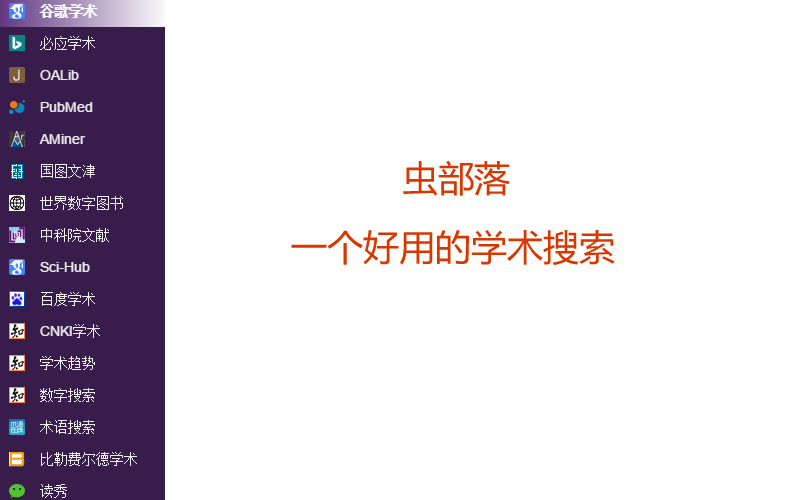 谷歌学术
必应学术
OALib
PubMed
AMiner
国图文津
世界数字图书
中科院文献
Sci-Hub
百度学术
CNKI学术
学术趋势
数字搜索
术语搜索
比勒费尔德学术
读秀
虫部落
一个好用的学术搜索